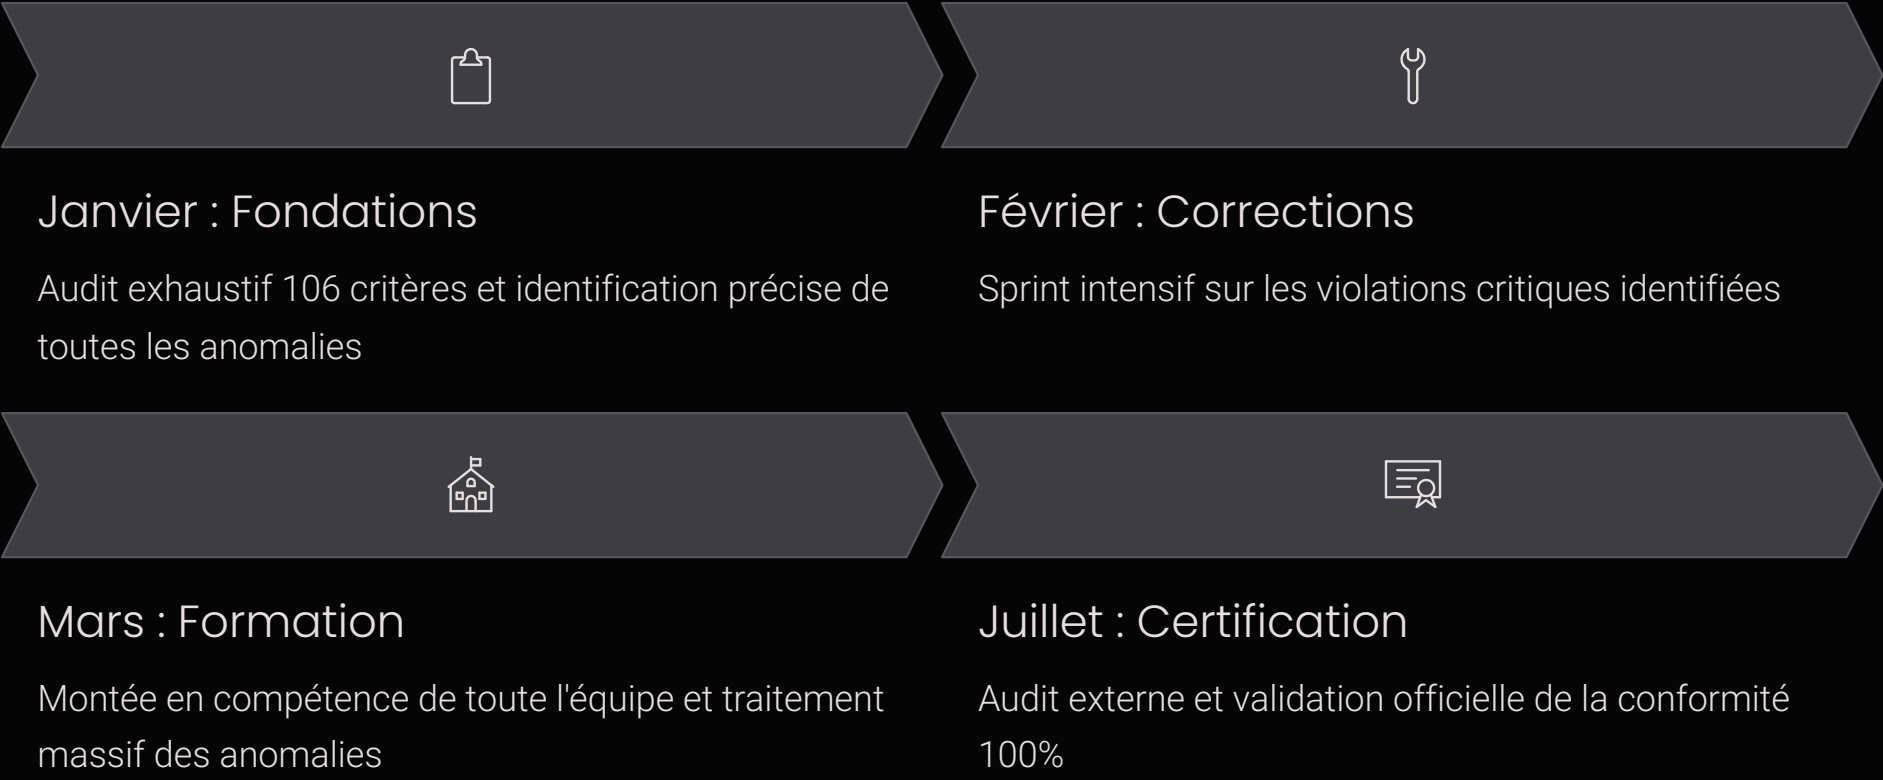 Janvier : Fondations
Audit exhaustif 106 critères et identification précise de
toutes les anomalies
Février : Corrections
Sprint intensif sur les violations critiques identifiées
Mars : Formation
Montée en compétence de toute l'équipe et traitement
massif des anomalies
Juillet : Certification
Audit externe et validation officielle de la conformité
100%